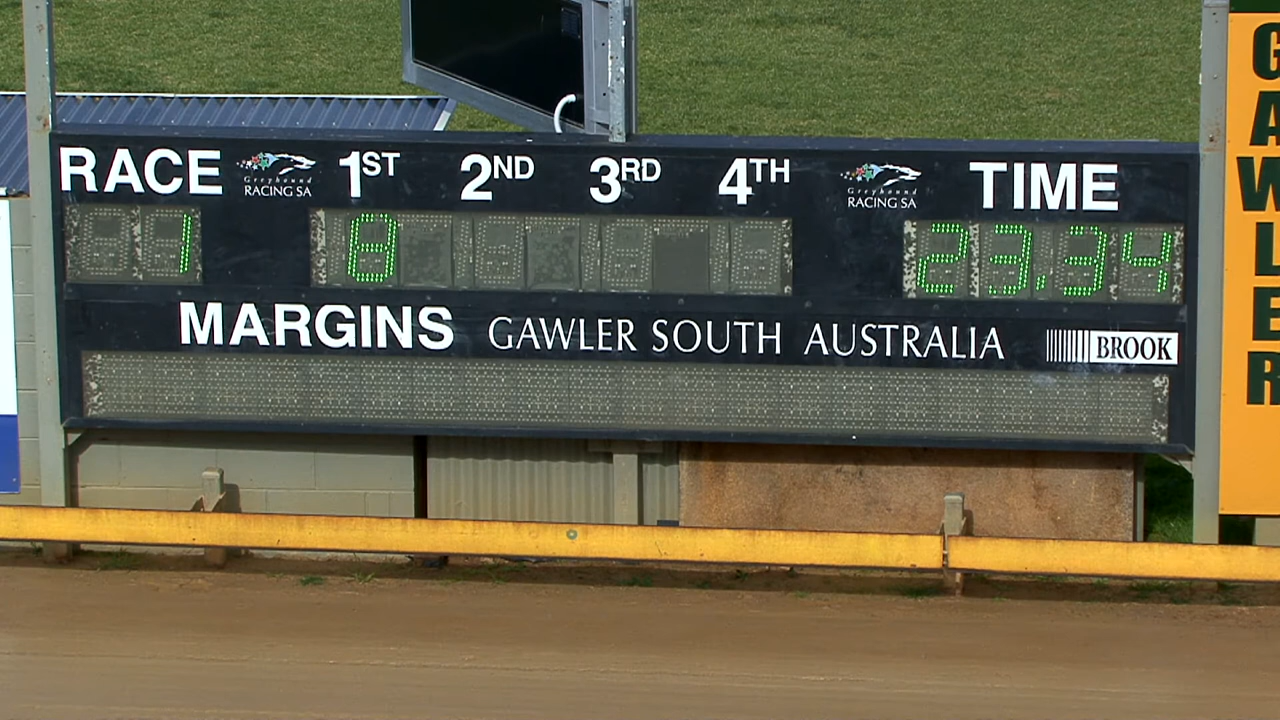 RACE Greyhound RACING SA 1ST 2ND 3RD 4TH Greyhound RACING SA TIME
1 8 23.34
MARGINS GAWLER SOUTH AUSTRALIA BROOK
GAWLER